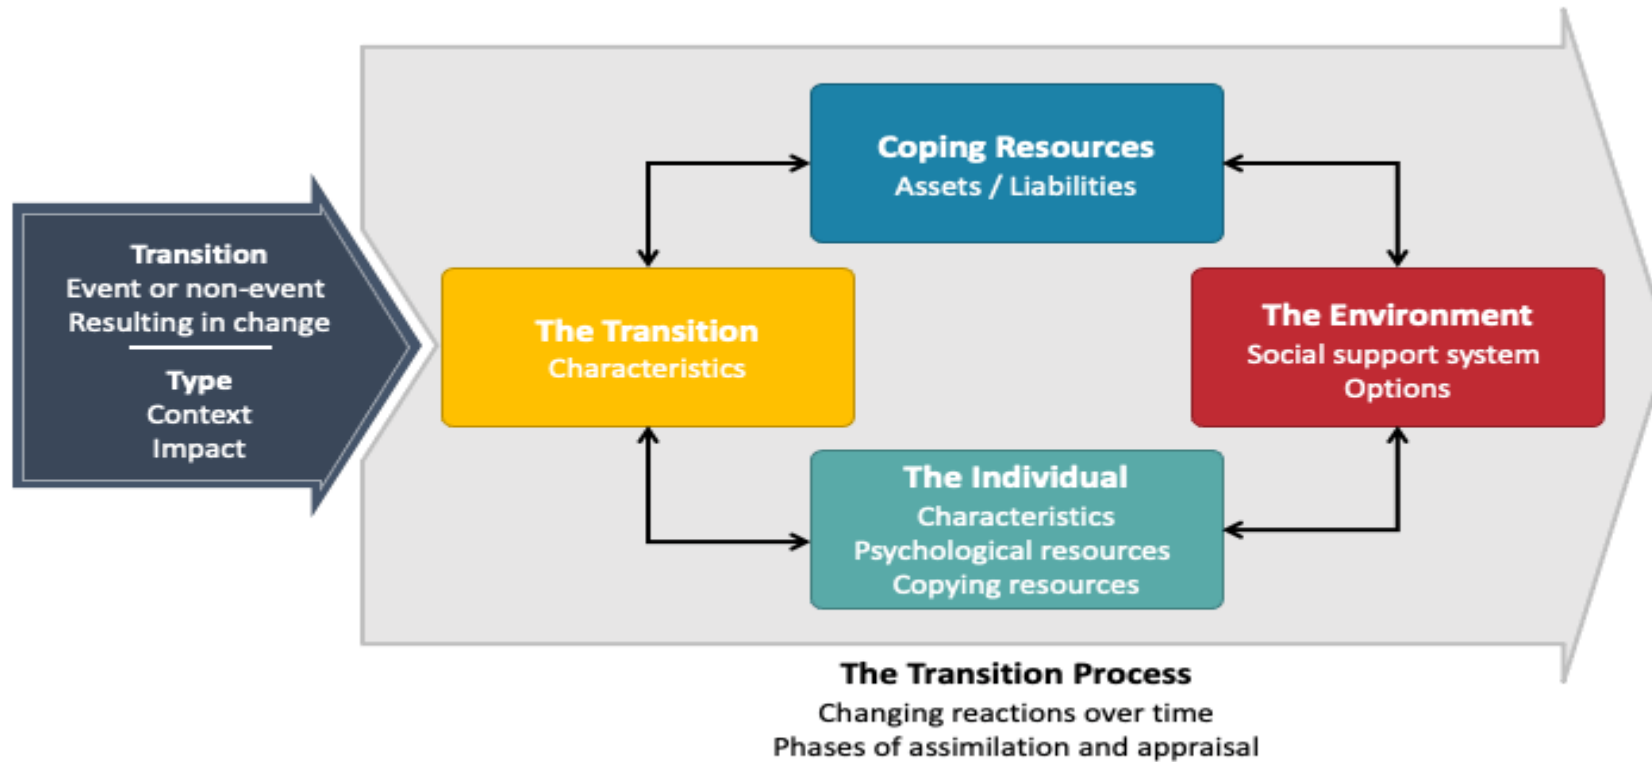 Transition
Event or non-event
Resulting in change
Type
Context
Impact
Coping Resources
Assets / Liabilities
The Transition
Characteristics
The Environment
Social support system
Options
The Individual
Characteristics
Psychological resources
Copying resources
The Transition Process
Changing reactions over time
Phases of assimilation and appraisal